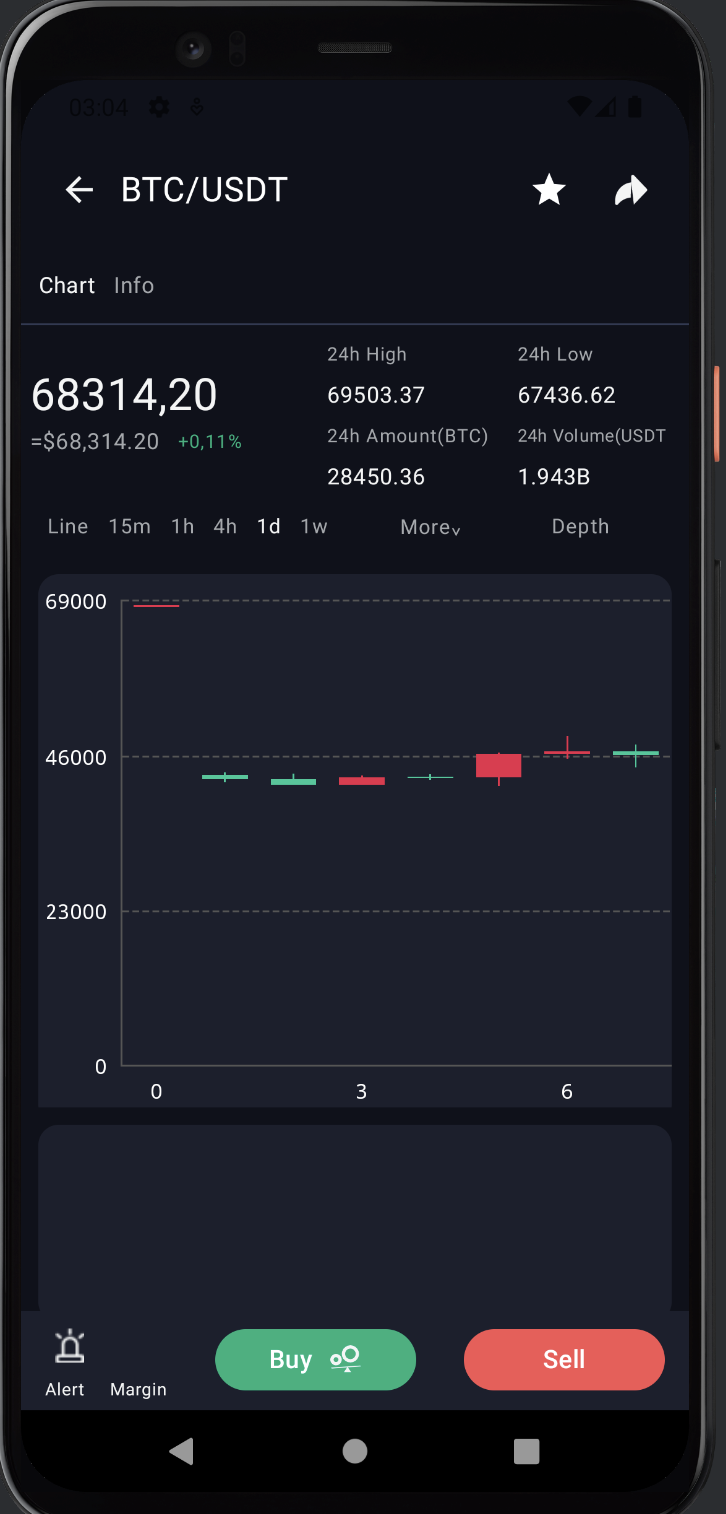 03:04
BTC/USDT
Chart Info
24h High 24h Low
68314,20 69503.37 67436.62
=$68,314.20 +0,11% 24h Amount(BTC) 24h Volume(USDT
28450.36 1.943B
Line 15m 1h 4h 1d 1w More Depth
69000
46000
23000
0
0 3 6
Buy Sell
Alert Margin